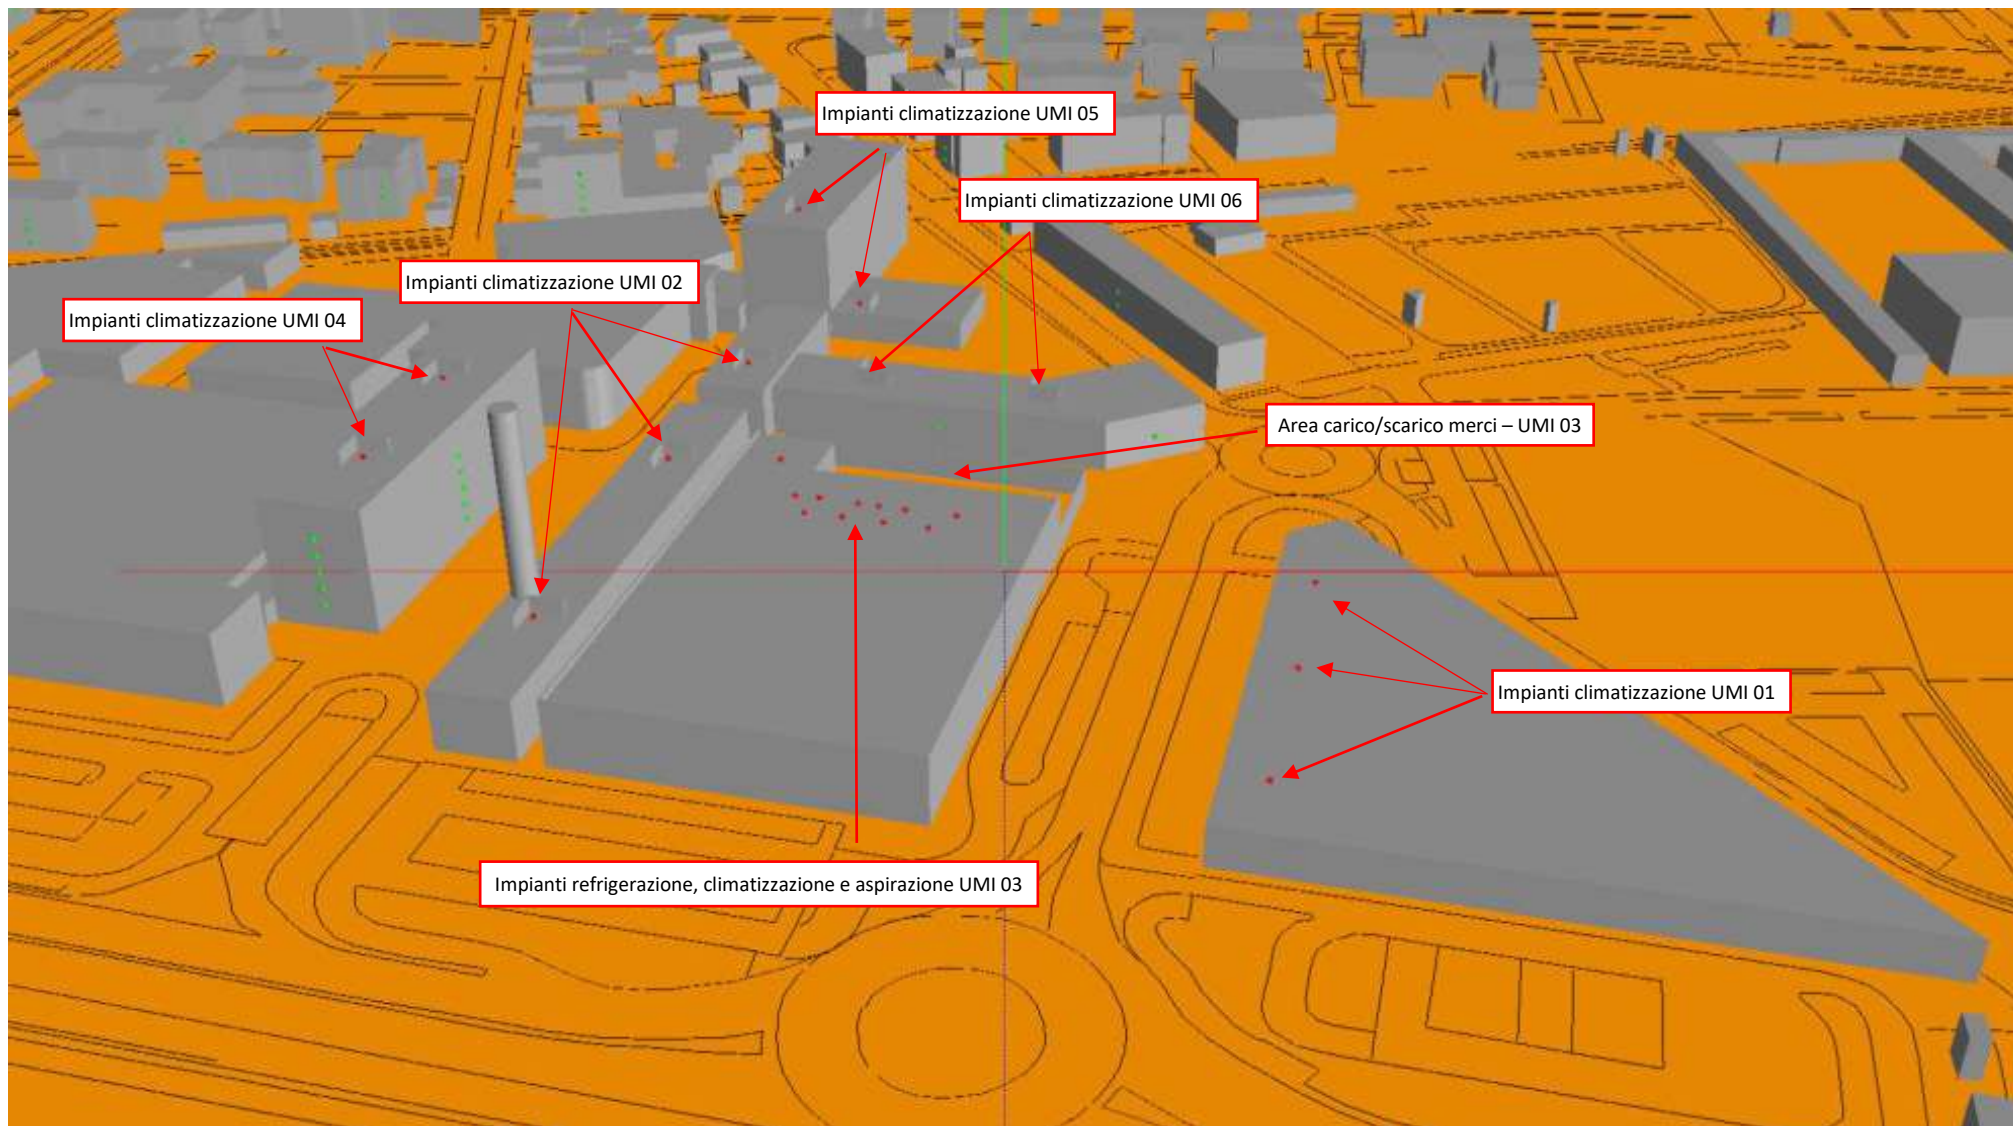 Impianti climatizzazione UMI 05
Impianti climatizzazione UMI 06
Impianti climatizzazione UMI 02
Impianti climatizzazione UMI 04
Area carico/scarico merci – UMI 03
Impianti climatizzazione UMI 01
Impianti refrigerazione, climatizzazione e aspirazione UMI 03